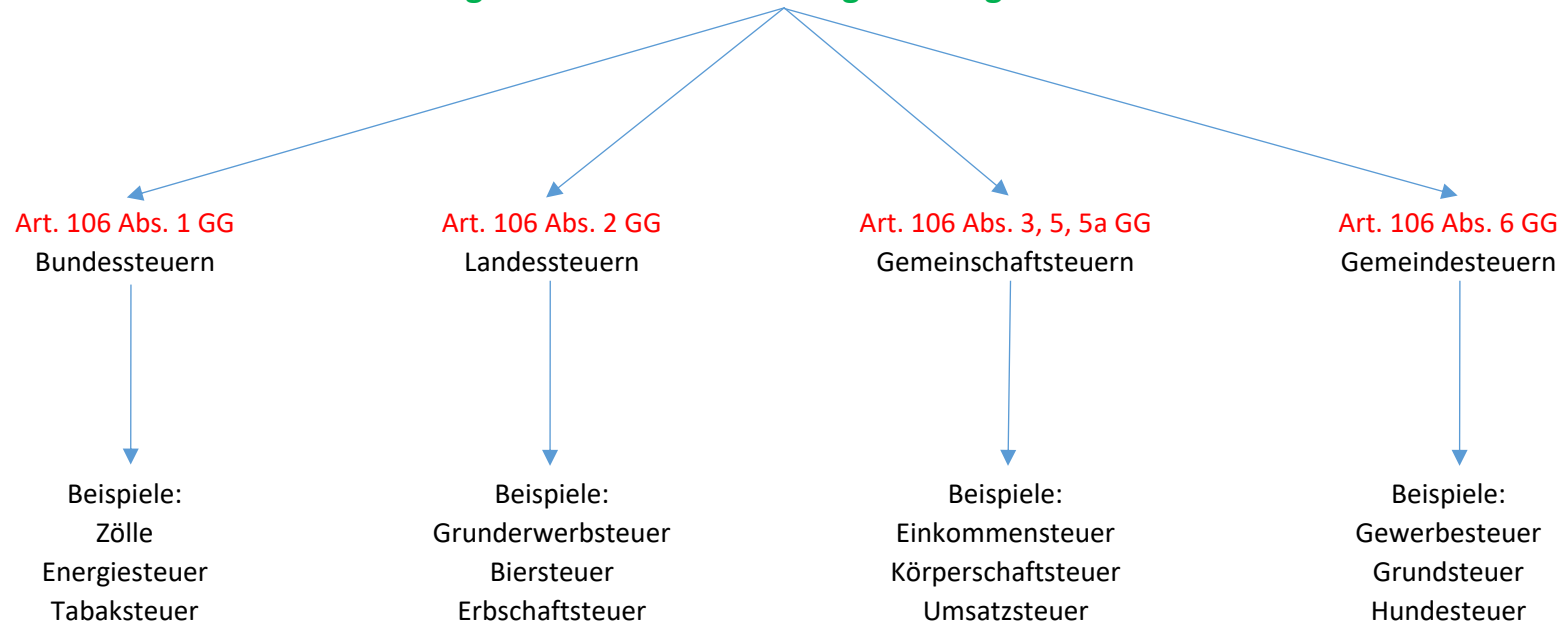 Art. 106 Abs. 1 GG
Bundessteuern
Beispiele:
Zölle
Energiesteuer
Tabaksteuer
Art. 106 Abs. 2 GG
Landessteuern
Beispiele:
Grunderwerbsteuer
Biersteuer
Erbschaftsteuer
Art. 106 Abs. 3, 5, 5a GG
Gemeinschaftsteuern
Beispiele:
Einkommensteuer
Körperschaftsteuer
Umsatzsteuer
Art. 106 Abs. 6 GG
Gemeindesteuern
Beispiele:
Gewerbesteuer
Grundsteuer
Hundesteuer